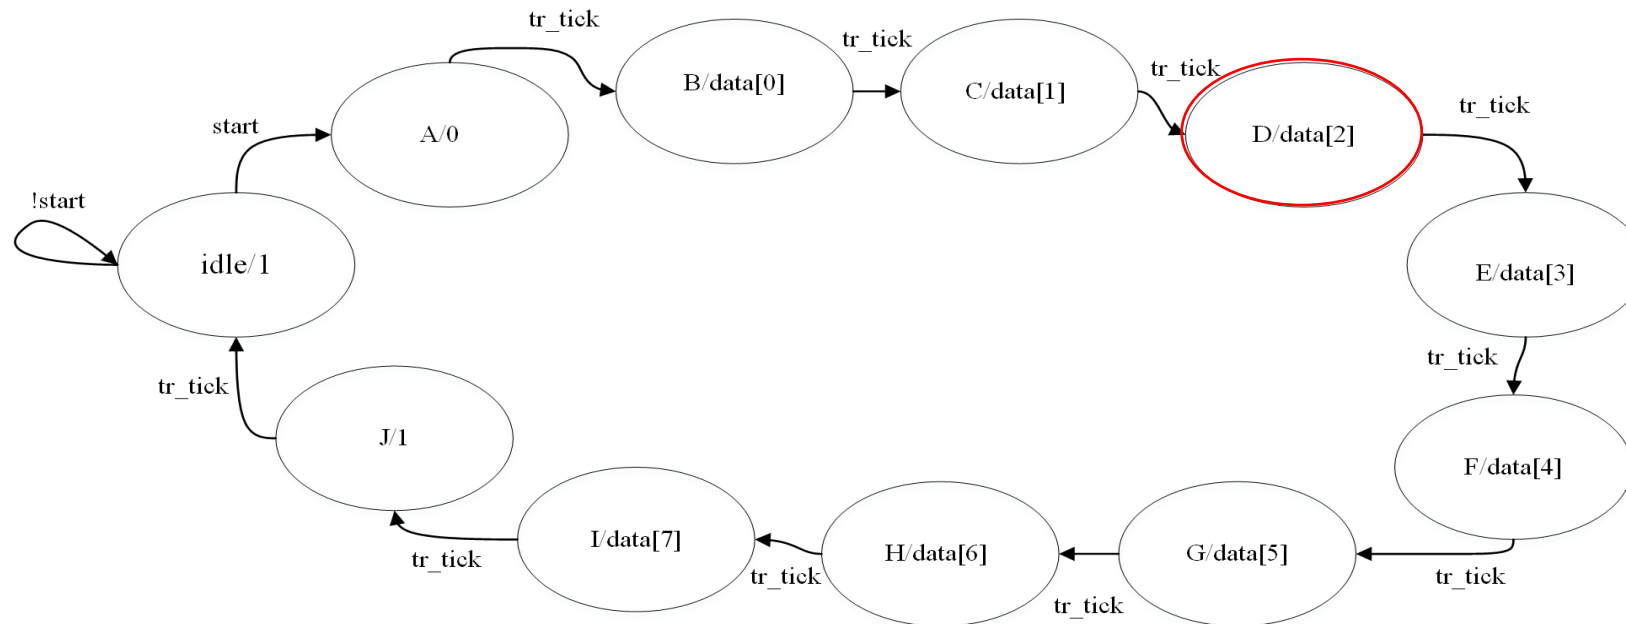 tr_tick
tr_tick
tr_tick
tr_tick
B/data[0]
C/data[1]
start
A/0
D/data[2]
!start
idle/1
E/data[3]
tr_tick
tr_tick
J/1
F/data[4]
I/data[7]
H/data[6]
G/data[5]
tr_tick
tr_tick
tr_tick
tr_tick